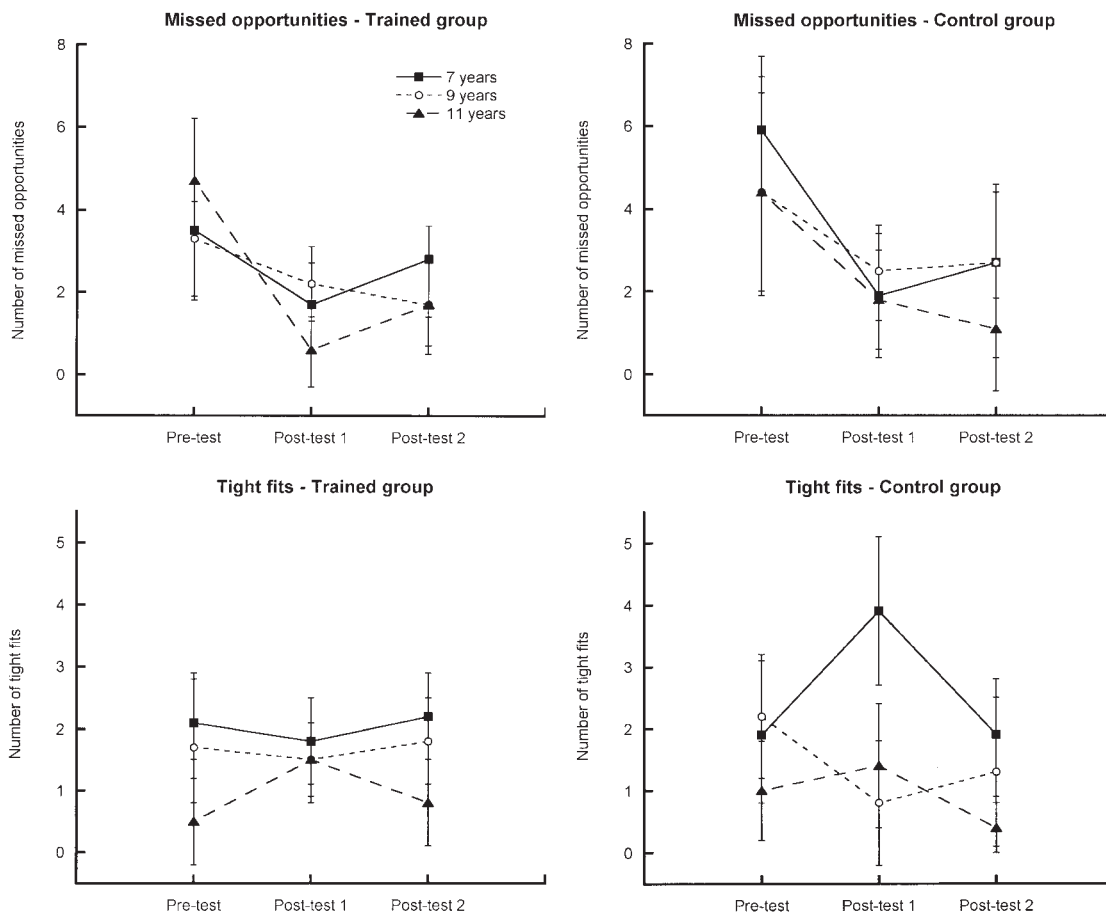 Missed opportunities - Trained group
Number of missed opportunities
8
6
4
2
0
7 years
9 years
11 years
Pre-test
Post-test 1
Post-test 2
Missed opportunities - Control group
Number of missed opportunities
8
6
4
2
0
Pre-test
Post-test 1
Post-test 2
Tight fits - Trained group
Number of tight fits
5
4
3
2
1
0
Pre-test
Post-test 1
Post-test 2
Tight fits - Control group
Number of tight fits
5
4
3
2
1
0
Pre-test
Post-test 1
Post-test 2